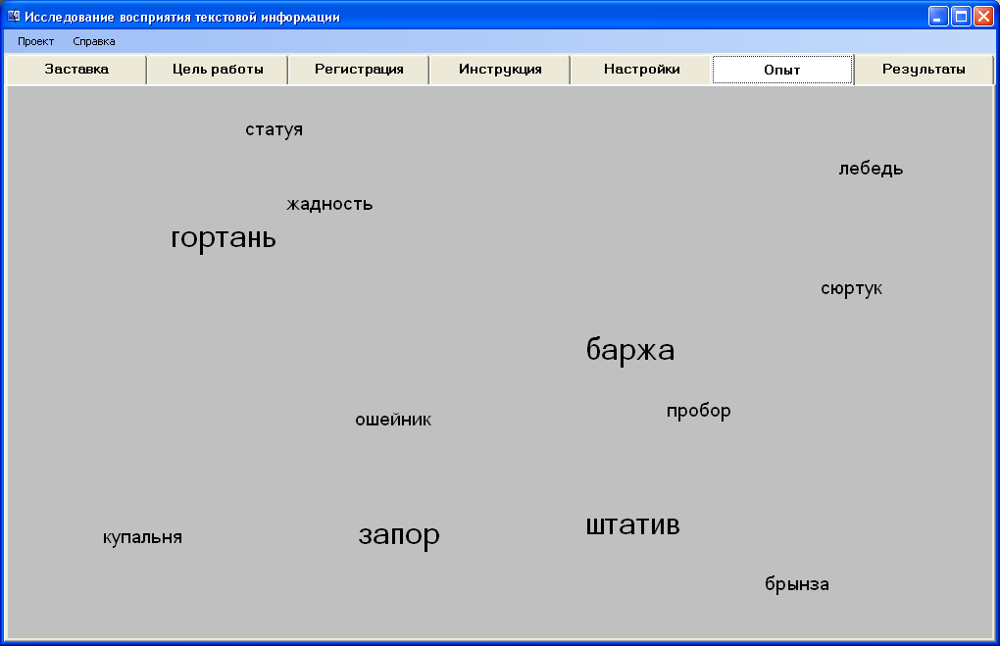 Исследование восприятия текстовой информации
Проект Справка
Заставка Цель работы Регистрация Инструкция Настройки Опыт Результаты
статуя
лебедь
жадность
гортань
сюртук
баржа
пробор
ошейник
штатив
запор
купальня
брынза